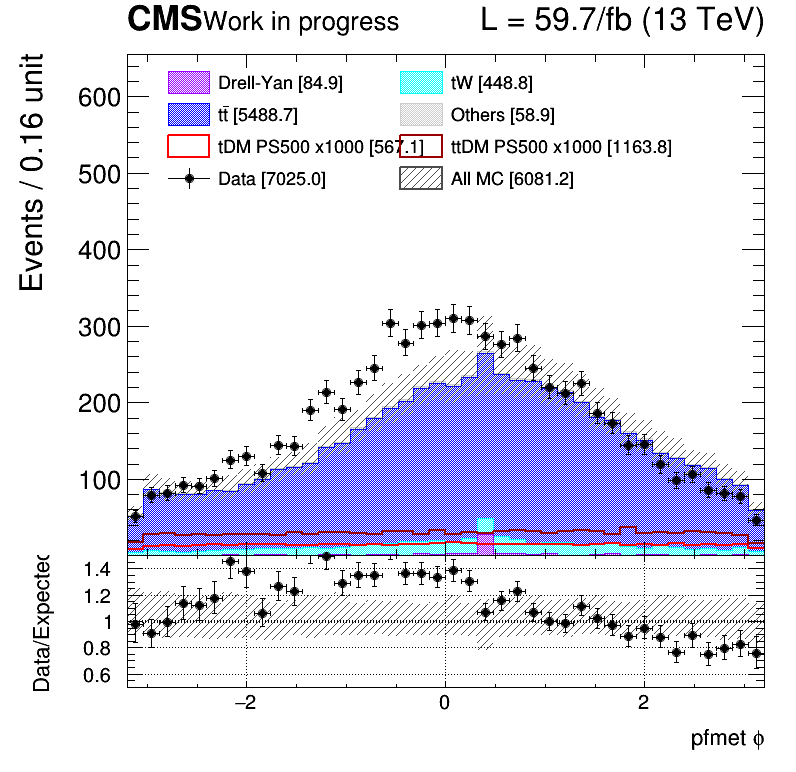 CMS Work in progress L = 59.7/fb (13 TeV)
Events / 0.16 unit
600
500
400
300
200
100
Drell-Yan [84.9] tW [448.8]
tt̄ [5488.7] Others [58.9]
tDM PS500 x1000 [567.1] ttDM PS500 x1000 [1163.8]
Data [7025.0] All MC [6081.2]
Data/Expected
1.4
1.2
1
0.8
0.6
−2 0 2
pfmet ϕ